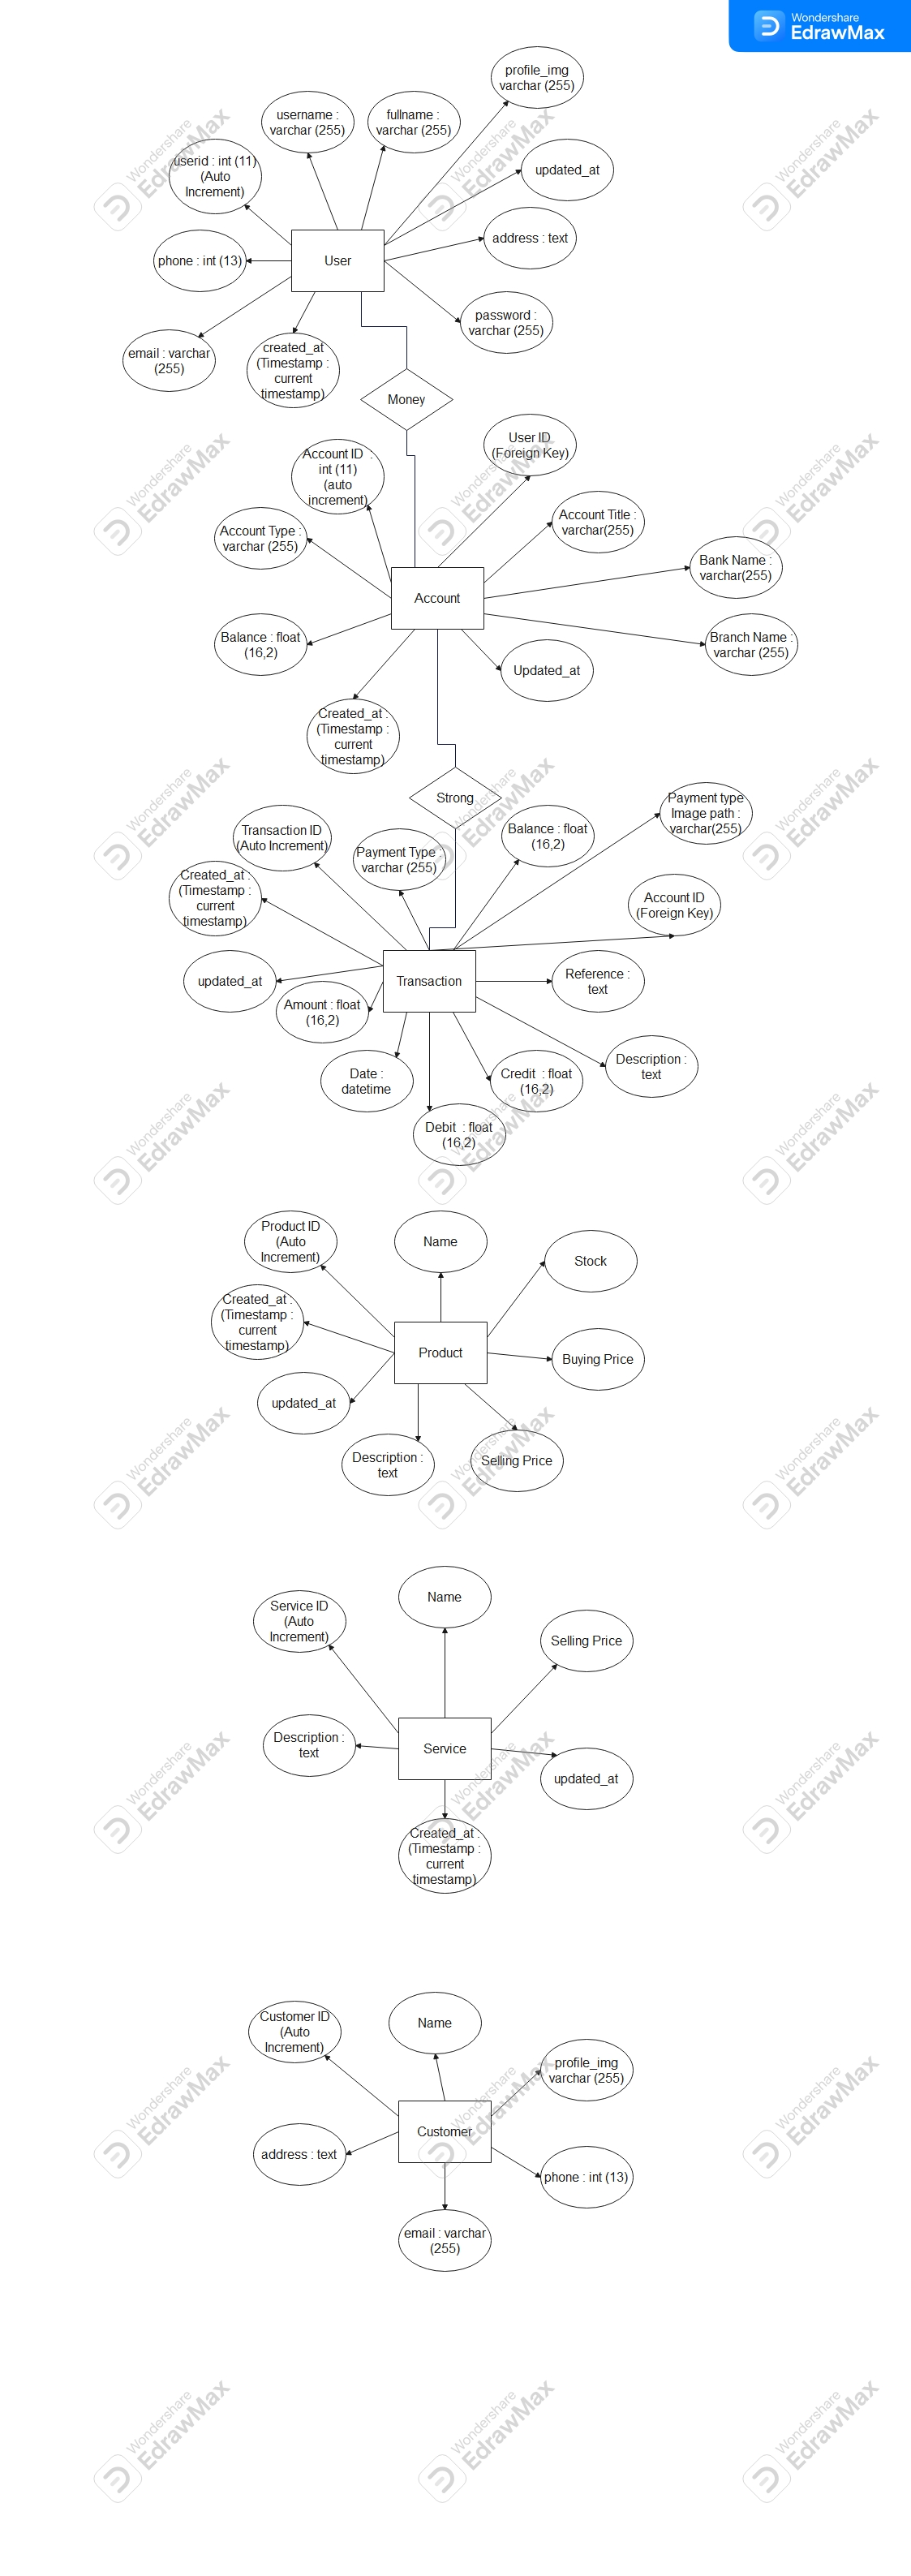 Wondershare
EdrawMax
profile_img
varchar (255)
username :
varchar (255)
fullname :
varchar (255)
userid : int (11)
(Auto
Increment)
updated_at
address : text
User
phone : int (13)
password :
varchar (255)
email : varchar
(255)
created_at
(Timestamp :
current
timestamp)
Money
User ID
(Foreign Key)
Account ID :
int (11)
(auto
increment)
Account Title :
varchar(255)
Account Type :
varchar (255)
Bank Name :
varchar(255)
Account
Balance : float
(16,2)
Branch Name :
varchar (255)
Updated_at
Created_at :
(Timestamp :
current
timestamp)
Strong
Payment type
Image path :
varchar(255)
Transaction ID
(Auto Increment)
Balance : float
(16,2)
Payment Type :
varchar (255)
Created_at :
(Timestamp :
current
timestamp)
Account ID
(Foreign Key)
updated_at
Transaction
Reference :
text
Amount : float
(16,2)
Description :
text
Date :
datetime
Credit : float
(16,2)
Debit : float
(16,2)
Product ID
(Auto
Increment)
Name
Stock
Created_at :
(Timestamp :
current
timestamp)
Product
Buying Price
updated_at
Description :
text
Selling Price
Name
Service ID
(Auto
Increment)
Selling Price
Description :
text
Service
updated_at
Created_at :
(Timestamp :
current
timestamp)
Customer ID
(Auto
Increment)
Name
profile_img
varchar (255)
Customer
address : text
phone : int (13)
email : varchar
(255)